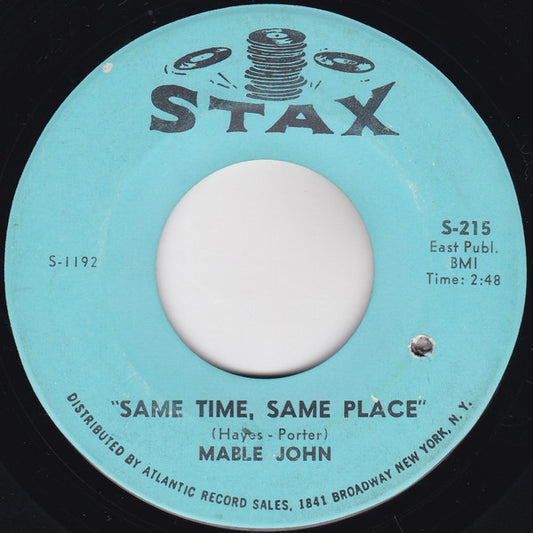 STAX
S-215
East Publ.
BMI
Time: 2:48
S-1192
"SAME TIME, SAME PLACE"
(Hayes - Porter)
MABLE JOHN
DISTRIBUTED BY ATLANTIC RECORD SALES, 1841 BROADWAY NEW YORK, N. Y.